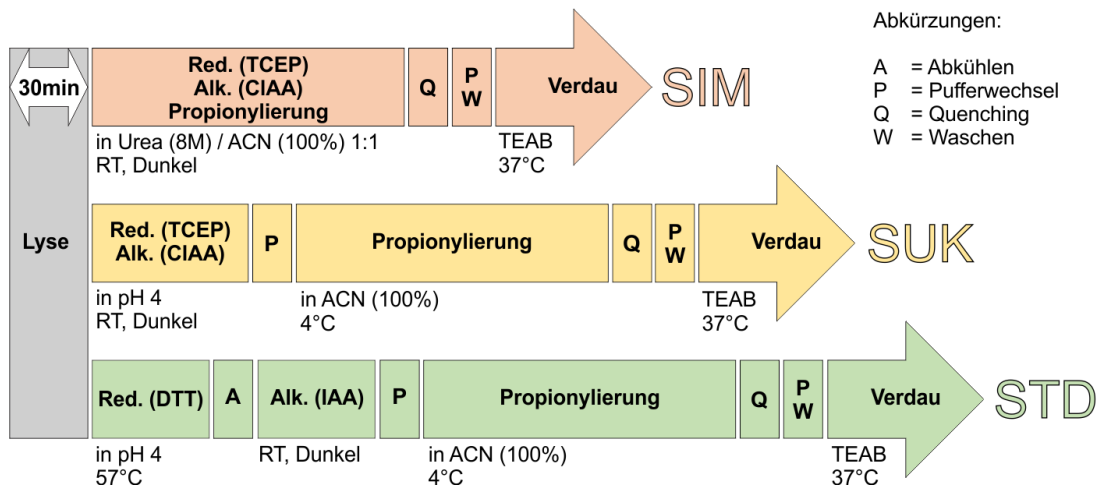 Abkürzungen:
A = Abkühlen
P = Pufferwechsel
Q = Quenching
W = Waschen
30min
Lyse
Red. (TCEP)
Alk. (CIAA)
Propionylierung
Q
P
W
Verdau
SIM
in Urea (8M) / ACN (100%) 1:1
RT, Dunkel
TEAB
37°C
Red. (TCEP)
Alk. (CIAA)
P
Propionylierung
Q
P
W
Verdau
SUK
in pH 4
RT, Dunkel
in ACN (100%)
4°C
TEAB
37°C
Red. (DTT)
A
Alk. (IAA)
P
Propionylierung
Q
P
W
Verdau
STD
in pH 4
57°C
RT, Dunkel
in ACN (100%)
4°C
TEAB
37°C